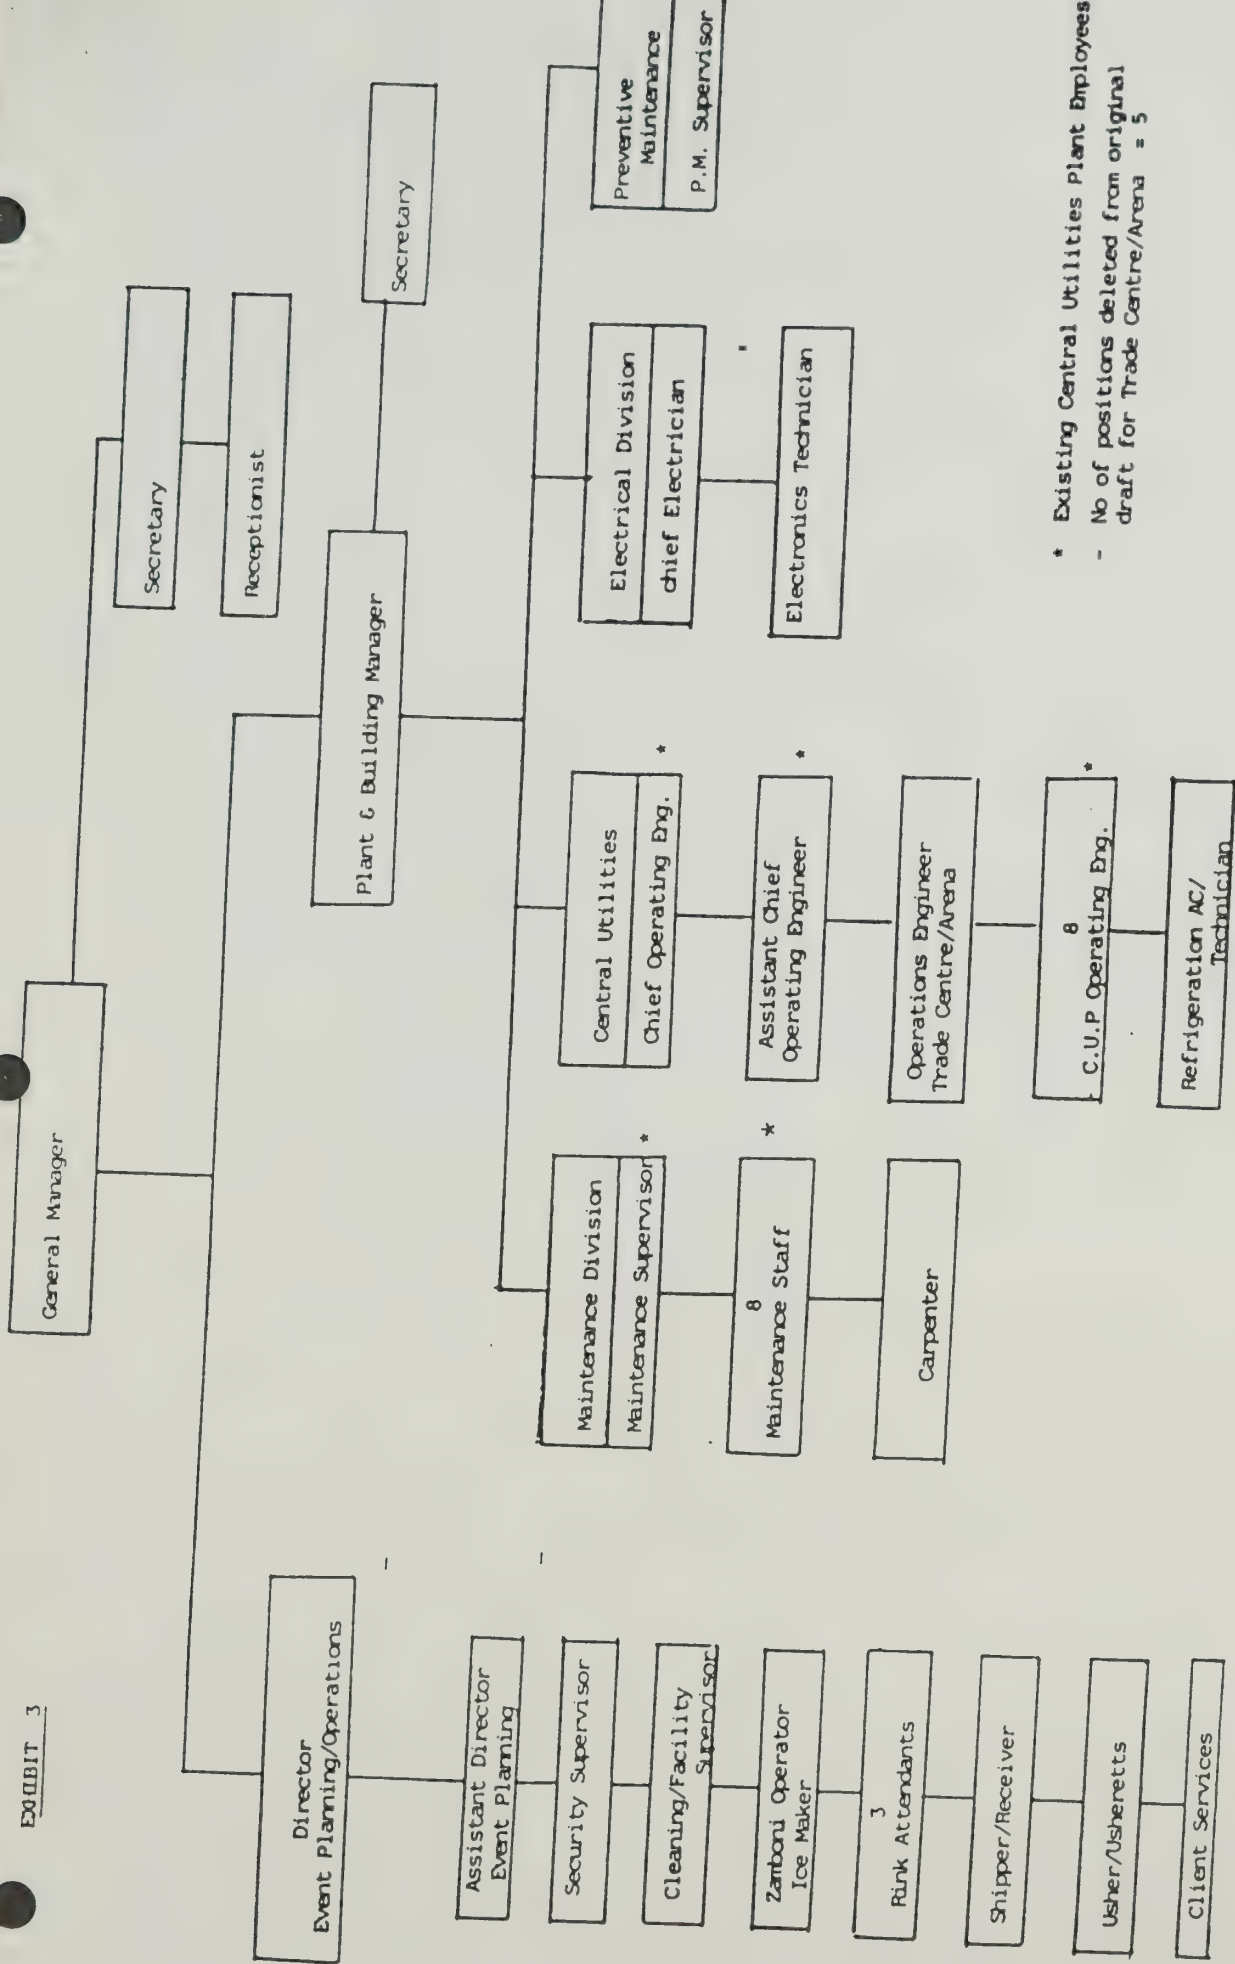 EXHIBIT 3
General Manager
Secretary
Receptionist
Plant & Building Manager
Secretary
Director
Event Planning/Operations
Assistant Director
Event Planning
Security Supervisor
Cleaning/Facility
Supervisor
Zamboni Operator
Ice Maker
3
Rink Attendants
Shipper/Receiver
Usher/Usheretts
Client Services
Maintenance Division
Maintenance Supervisor *
8 *
Maintenance Staff
Carpenter
Central Utilities
Chief Operating Eng. *
Assistant Chief
Operating Engineer *
Operations Engineer
Trade Centre/Arena
8
C.U.P Operating Eng. *
Refrigeration AC/
Technician
Electrical Division
chief Electrician
Electronics Technician
Preventive
Maintenance
P.M. Supervisor
* Existing Central Utilities Plant Employees
- No of positions deleted from original
draft for Trade Centre/Arena = 5